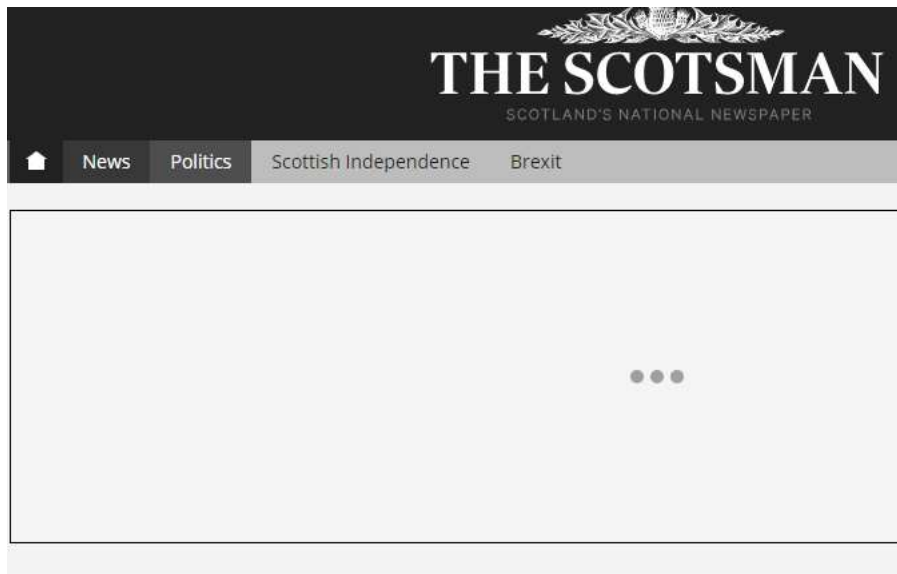 THE SCOTSMAN
SCOTLAND'S NATIONAL NEWSPAPER
News Politics Scottish Independence Brexit